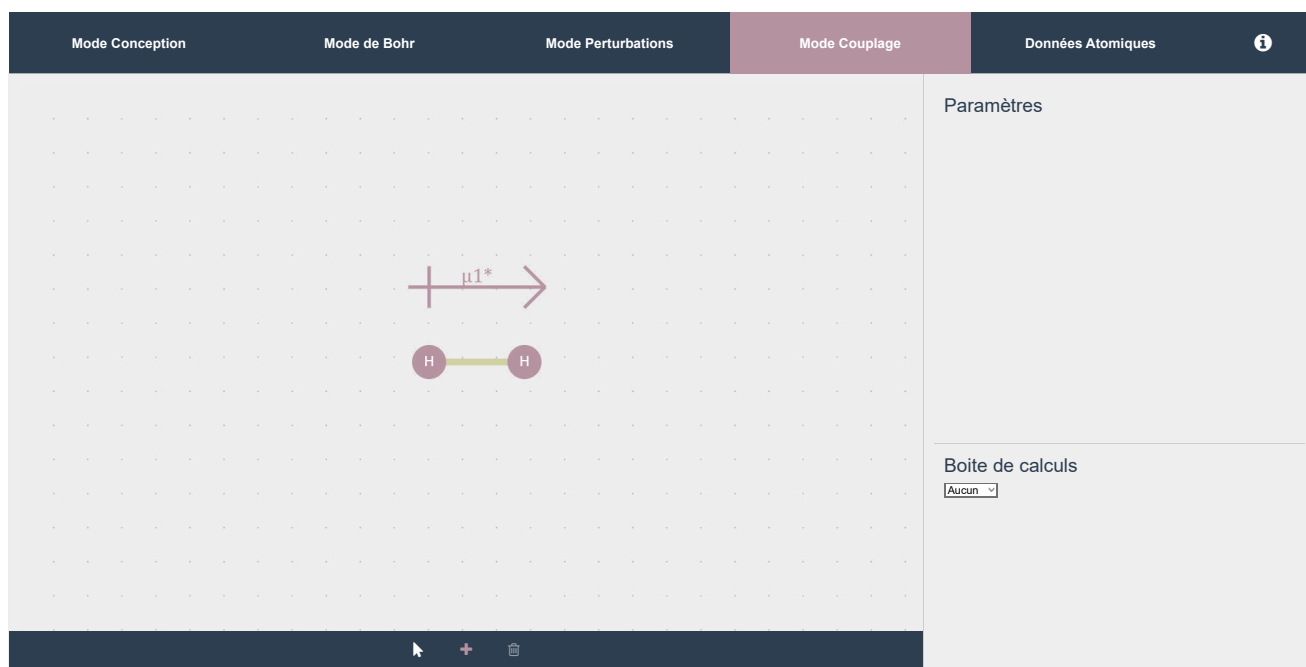 Mode Conception
Mode de Bohr
Mode Perturbations
Mode Couplage
Données Atomiques
Paramètres
μ1*
H H
Boite de calculs
Aucun